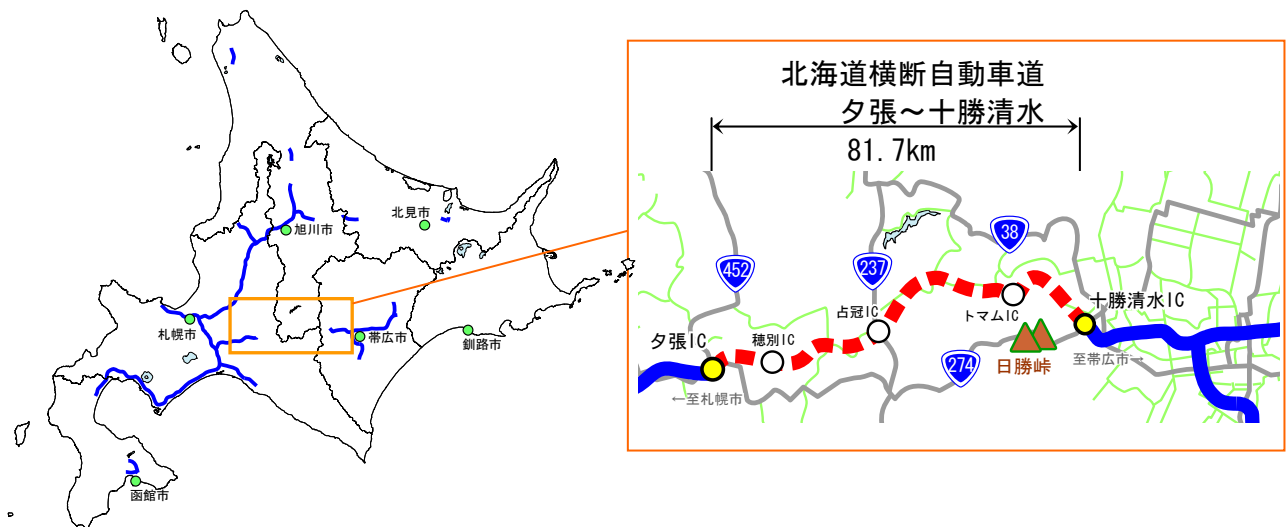 旭川市
北見市
札幌市
帯広市
釧路市
函館市
北海道横断自動車道
夕張～十勝清水
81.7km
38
452
237
十勝清水IC
占冠IC
トマムIC
夕張IC
穂別IC
274
日勝峠
至帯広市→
←至札幌市